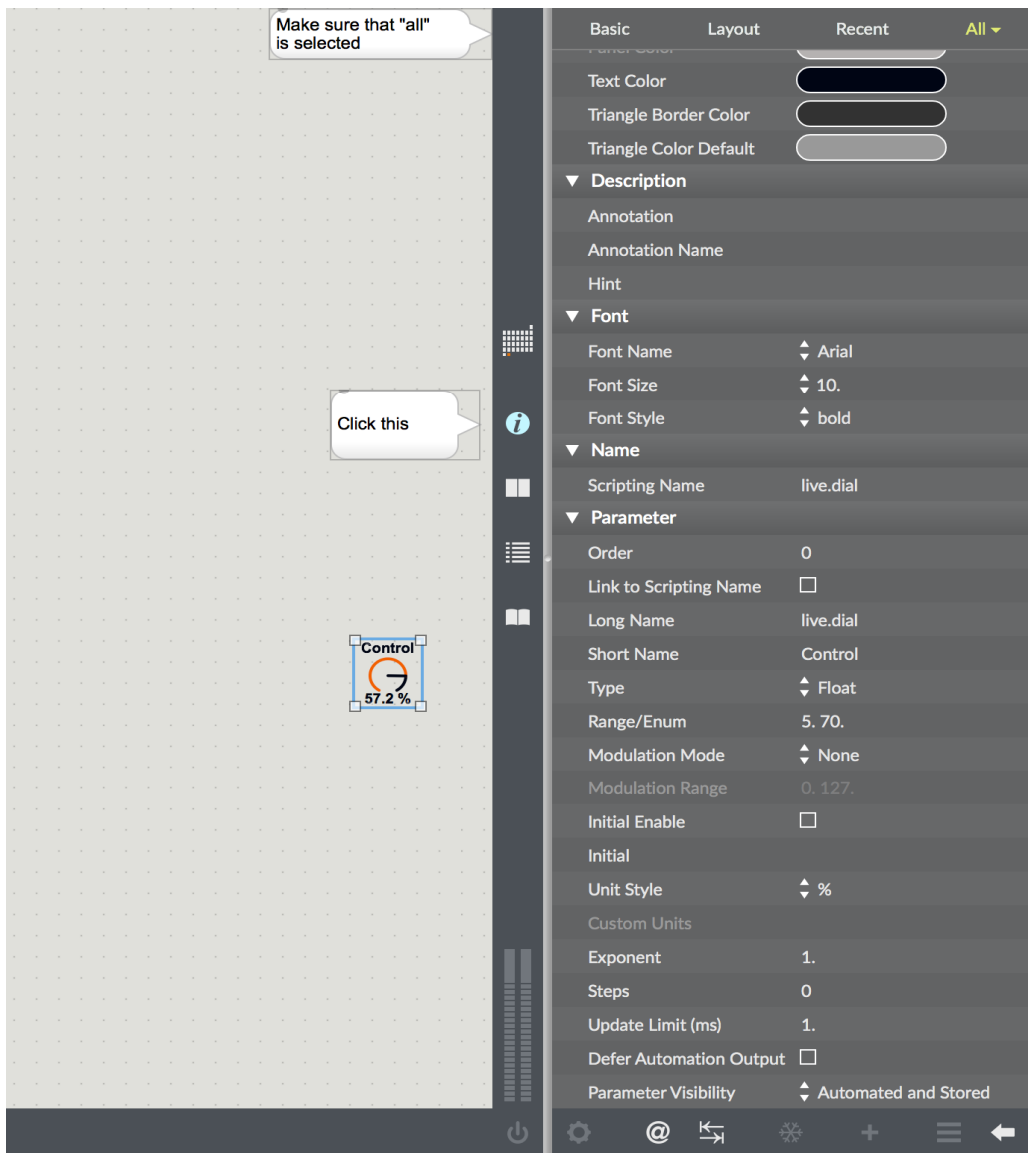 Make sure that "all"
is selected
Click this
Control
57.2 %
Basic Layout Recent All
Panel Color
Text Color
Triangle Border Color
Triangle Color Default
Description
Annotation
Annotation Name
Hint
Font
Font Name Arial
Font Size 10.
Font Style bold
Name
Scripting Name live.dial
Parameter
Order 0
Link to Scripting Name
Long Name live.dial
Short Name Control
Type Float
Range/Enum 5. 70.
Modulation Mode None
Modulation Range 0. 127.
Initial Enable
Initial
Unit Style %
Custom Units
Exponent 1.
Steps 0
Update Limit (ms) 1.
Defer Automation Output
Parameter Visibility Automated and Stored